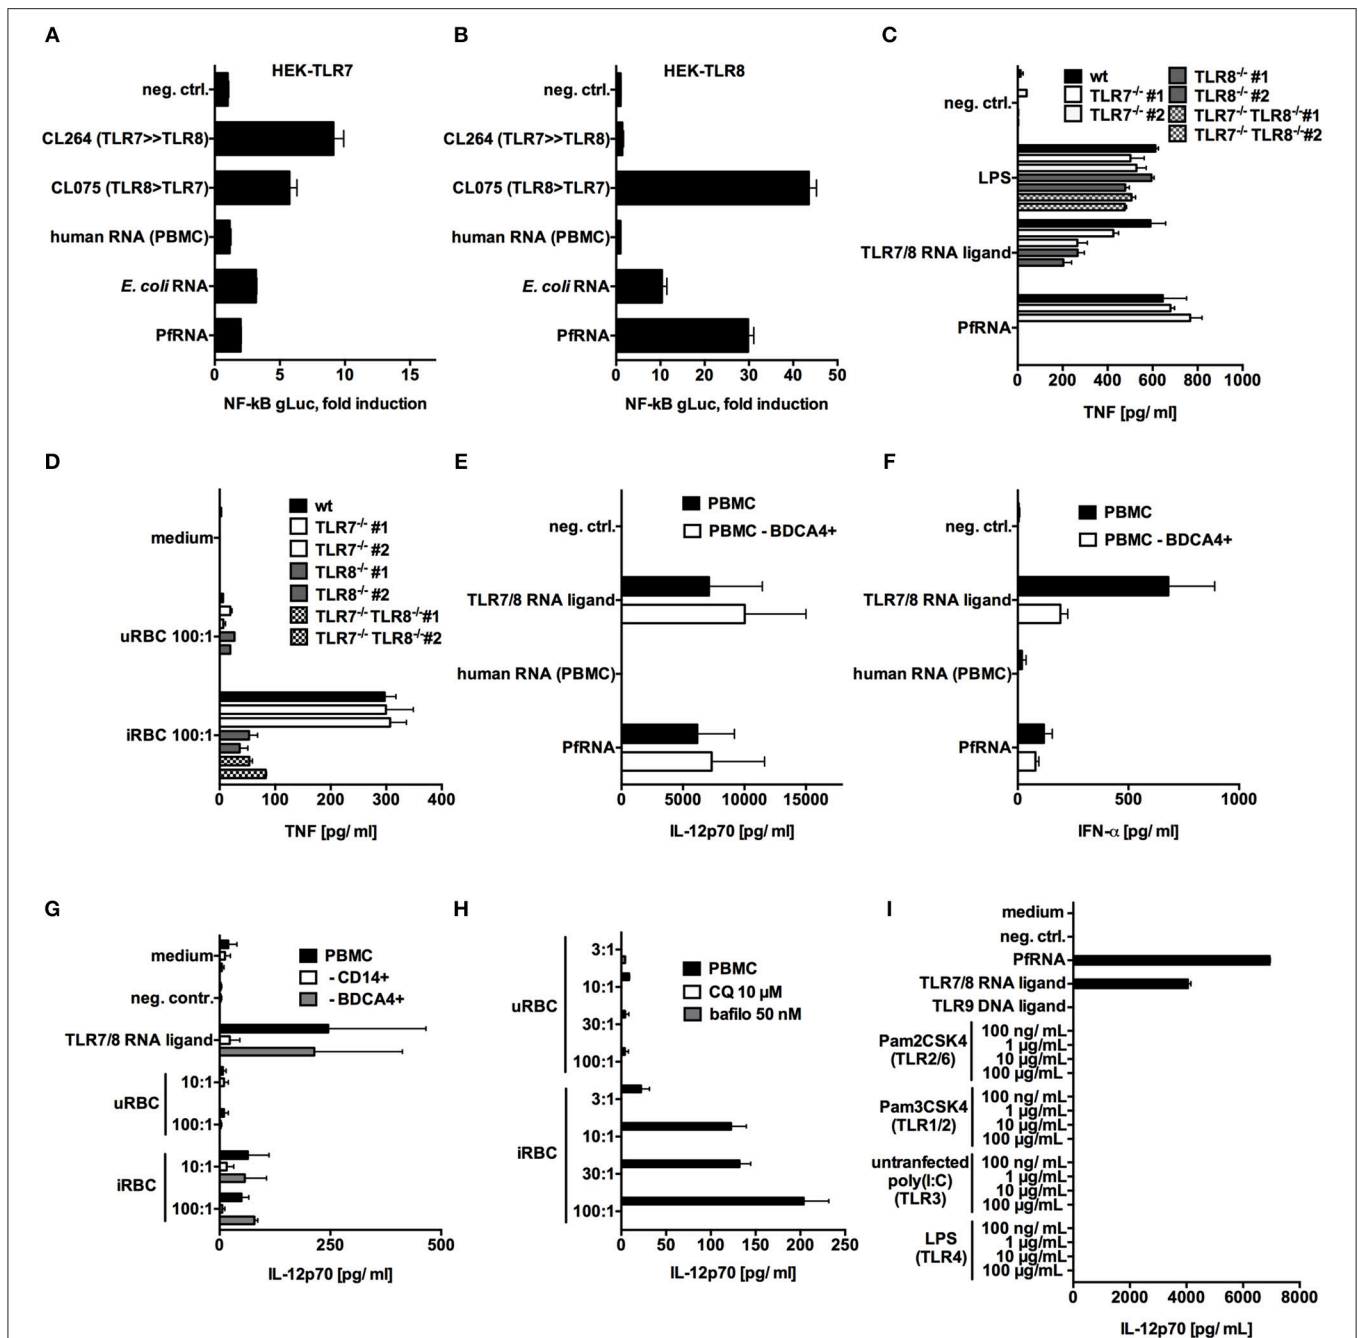 A
HEK-TLR7
neg. ctrl.
CL264 (TLR7>>TLR8)
CL075 (TLR8>TLR7)
human RNA (PBMC)
E. coli RNA
PfRNA
0 5 10 15
NF-kB gLuc, fold induction
B
HEK-TLR8
neg. ctrl.
CL264 (TLR7>>TLR8)
CL075 (TLR8>TLR7)
human RNA (PBMC)
E. coli RNA
PfRNA
0 10 20 30 40 50
NF-kB gLuc, fold induction
C
wt
TLR7-/- #1
TLR7-/- #2
TLR8-/- #1
TLR8-/- #2
TLR7-/- TLR8-/-#1
TLR7-/- TLR8-/-#2
neg. ctrl.
LPS
TLR7/8 RNA ligand
PfRNA
0 200 400 600 800 1000
TNF [pg/ ml]
D
wt
TLR7-/- #1
TLR7-/- #2
TLR8-/- #1
TLR8-/- #2
TLR7-/- TLR8-/-#1
TLR7-/- TLR8-/-#2
medium
uRBC 100:1
iRBC 100:1
0 100 200 300 400
TNF [pg/ ml]
E
PBMC
PBMC - BDCA4+
neg. ctrl.
TLR7/8 RNA ligand
human RNA (PBMC)
PfRNA
0 5000 10000 15000
IL-12p70 [pg/ ml]
F
PBMC
PBMC - BDCA4+
neg. ctrl.
TLR7/8 RNA ligand
human RNA (PBMC)
PfRNA
0 500 1000
IFN-α [pg/ ml]
G
PBMC
- CD14+
- BDCA4+
medium
neg. contr.
TLR7/8 RNA ligand
uRBC
10:1
100:1
iRBC
10:1
100:1
0 250 500
IL-12p70 [pg/ ml]
H
PBMC
CQ 10 µM
bafilo 50 nM
uRBC
3:1
10:1
30:1
100:1
iRBC
3:1
10:1
30:1
100:1
0 50 100 150 200 250
IL-12p70 [pg/ ml]
I
medium
neg. ctrl.
PfRNA
TLR7/8 RNA ligand
TLR9 DNA ligand
Pam2CSK4
(TLR2/6)
100 ng/ mL
1 µg/mL
10 µg/mL
100 µg/mL
Pam3CSK4
(TLR1/2)
100 ng/ mL
1 µg/mL
10 µg/mL
100 µg/mL
untranfected
poly(I:C)
(TLR3)
100 ng/ mL
1 µg/mL
10 µg/mL
100 µg/mL
LPS
(TLR4)
100 ng/ mL
1 µg/mL
10 µg/mL
100 µg/mL
0 2000 4000 6000 8000
IL-12p70 [pg/ mL]